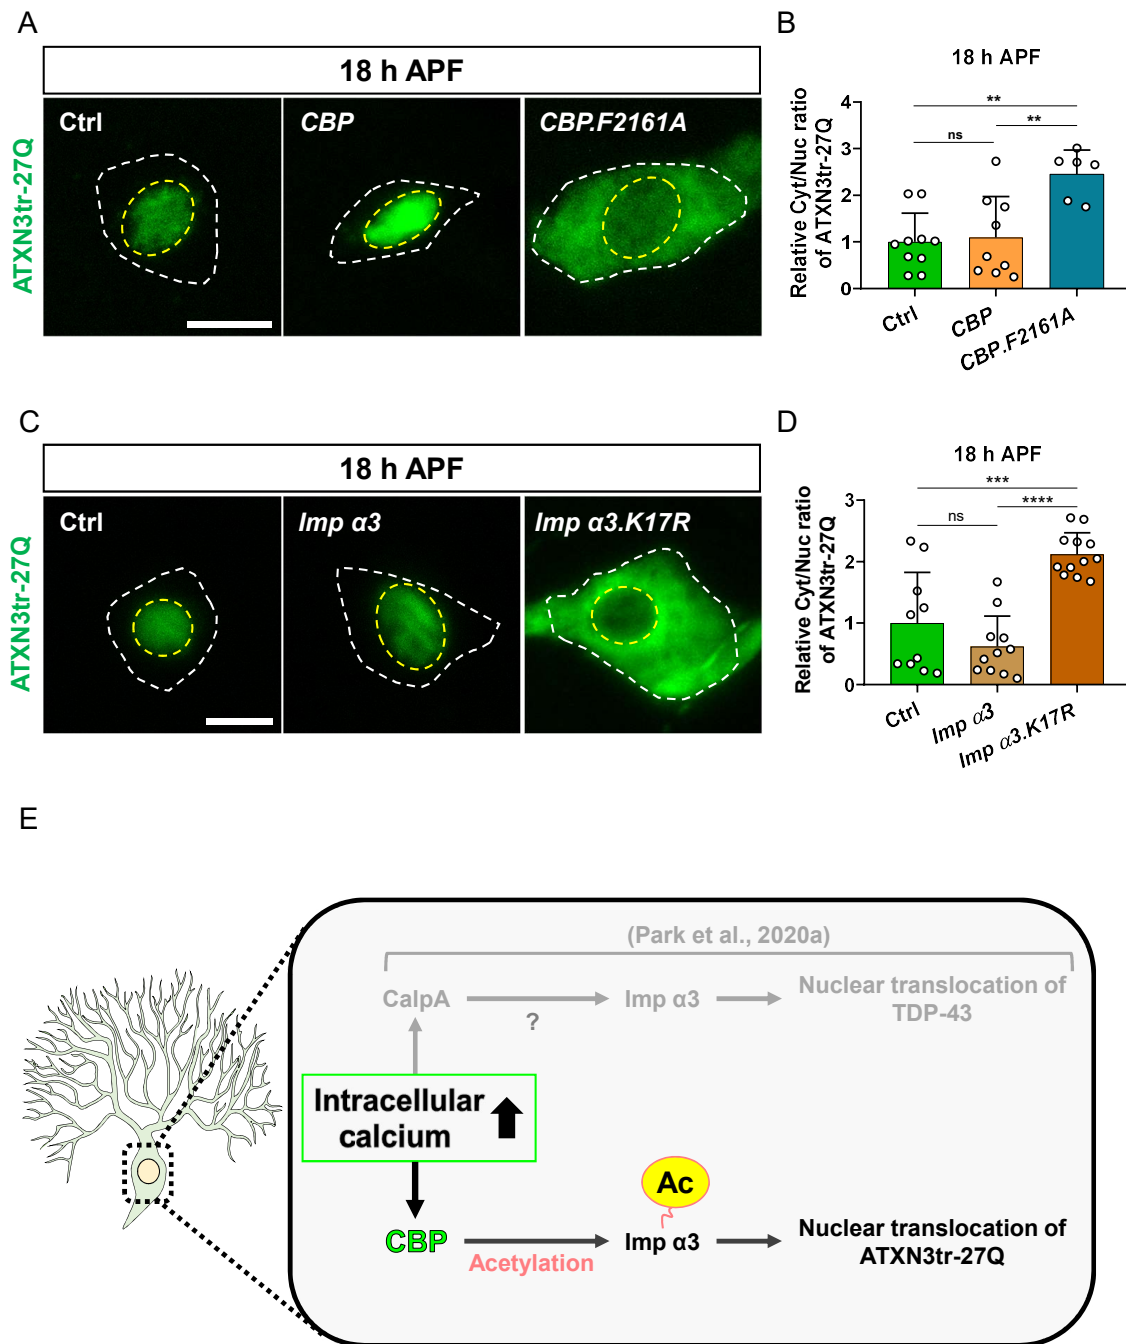 A
18 h APF
ATXN3tr-27Q
Ctrl
CBP
CBP.F2161A
B
18 h APF
Relative Cyt/Nuc ratio
of ATXN3tr-27Q
4
3
2
1
0
**
**
ns
Ctrl
CBP
CBP.F2161A
C
18 h APF
ATXN3tr-27Q
Ctrl
Imp α3
Imp α3.K17R
D
18 h APF
Relative Cyt/Nuc ratio
of ATXN3tr-27Q
3
2
1
0
***
****
ns
Ctrl
Imp α3
Imp α3.K17R
E
(Park et al., 2020a)
CalpA
?
Imp α3
Nuclear translocation of
TDP-43
Intracellular
calcium
Ac
CBP
Acetylation
Imp α3
Nuclear translocation of
ATXN3tr-27Q